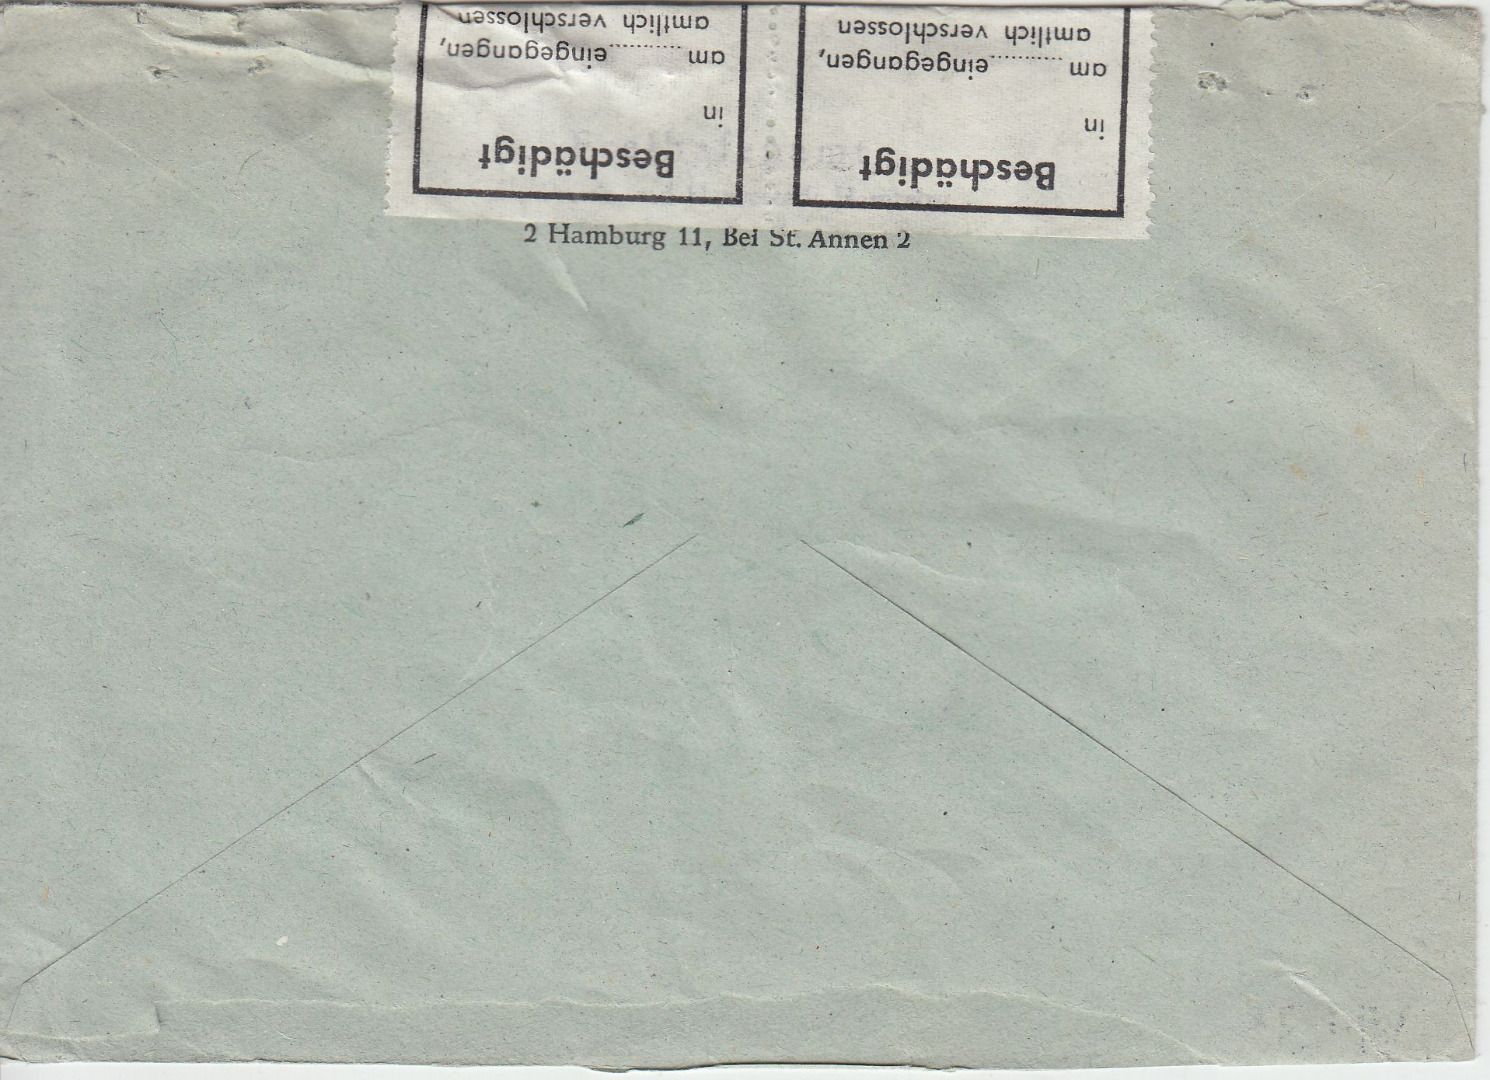 Beschädigt
in
am ..........eingegangen,
amtlich verschlossen
Beschädigt
in
am ..........eingegangen,
amtlich verschlossen
2 Hamburg 11, Bei St. Annen 2